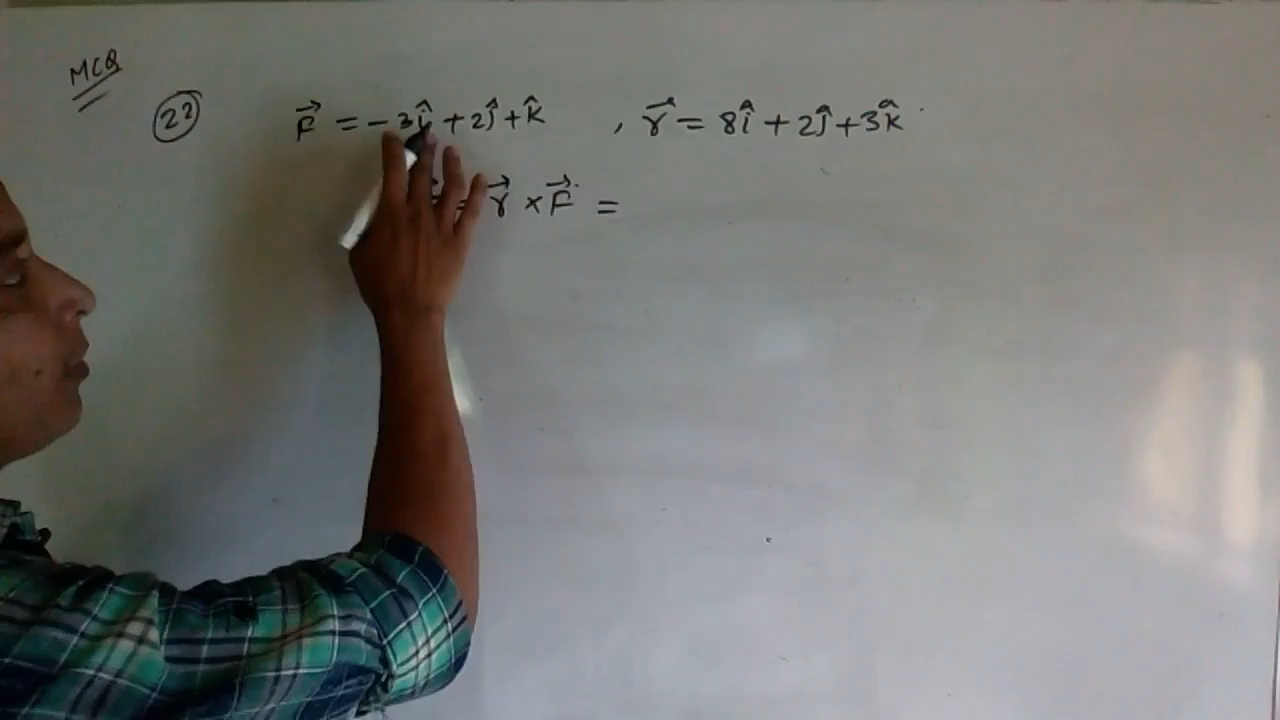 MCQ
22 F⃗ = -3î + 2ĵ + k̂ , r⃗ = 8î + 2ĵ + 3k̂
= r⃗ × F⃗ =